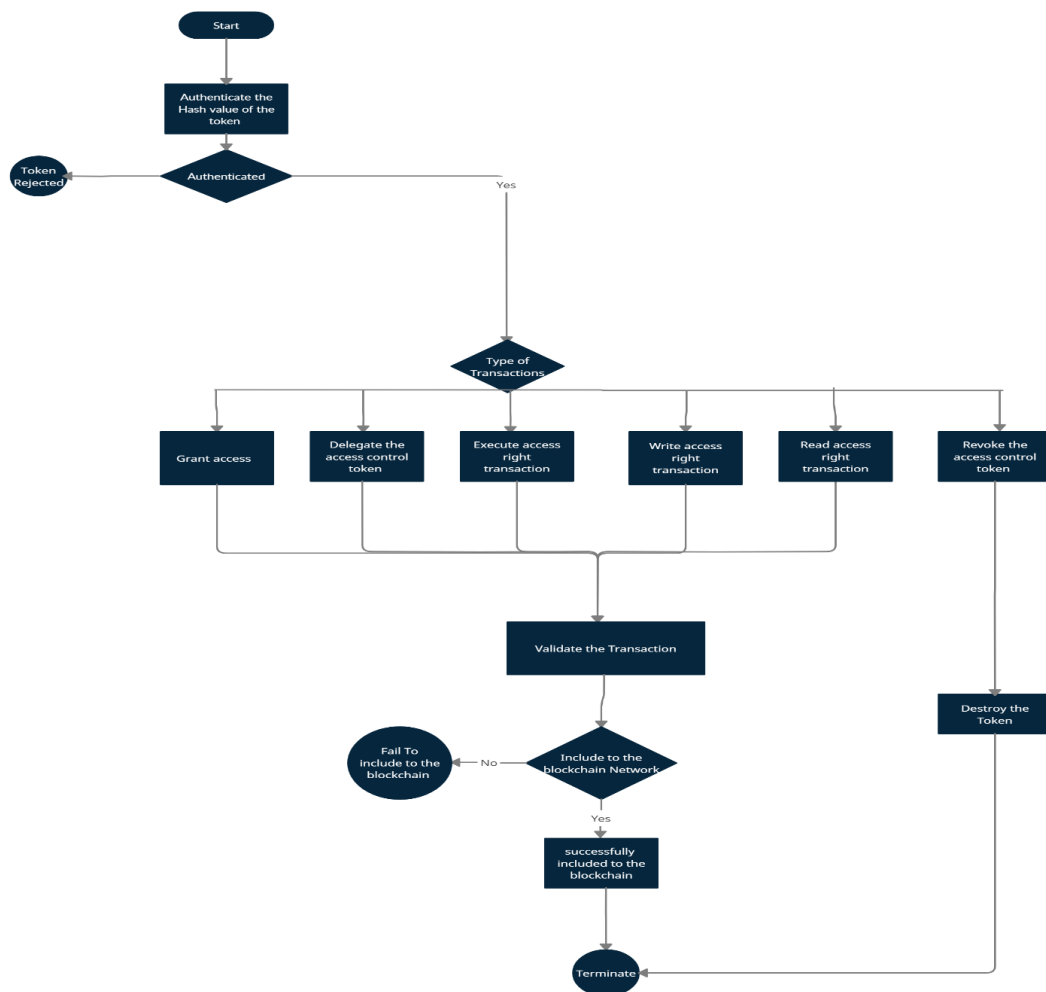 Start
Authenticate the
Hash value of the
token
Token
Rejected
Authenticated
Yes
Type of
Transactions
Grant access
Delegate the
access control
token
Execute access
right
transaction
Write access
right
transaction
Read access
right
transaction
Revoke the
access control
token
Validate the Transaction
Destroy the
Token
Fail To
include to the
blockchain
No
Include to the
blockchain Network
Yes
successfully
included to the
blockchain
Terminate